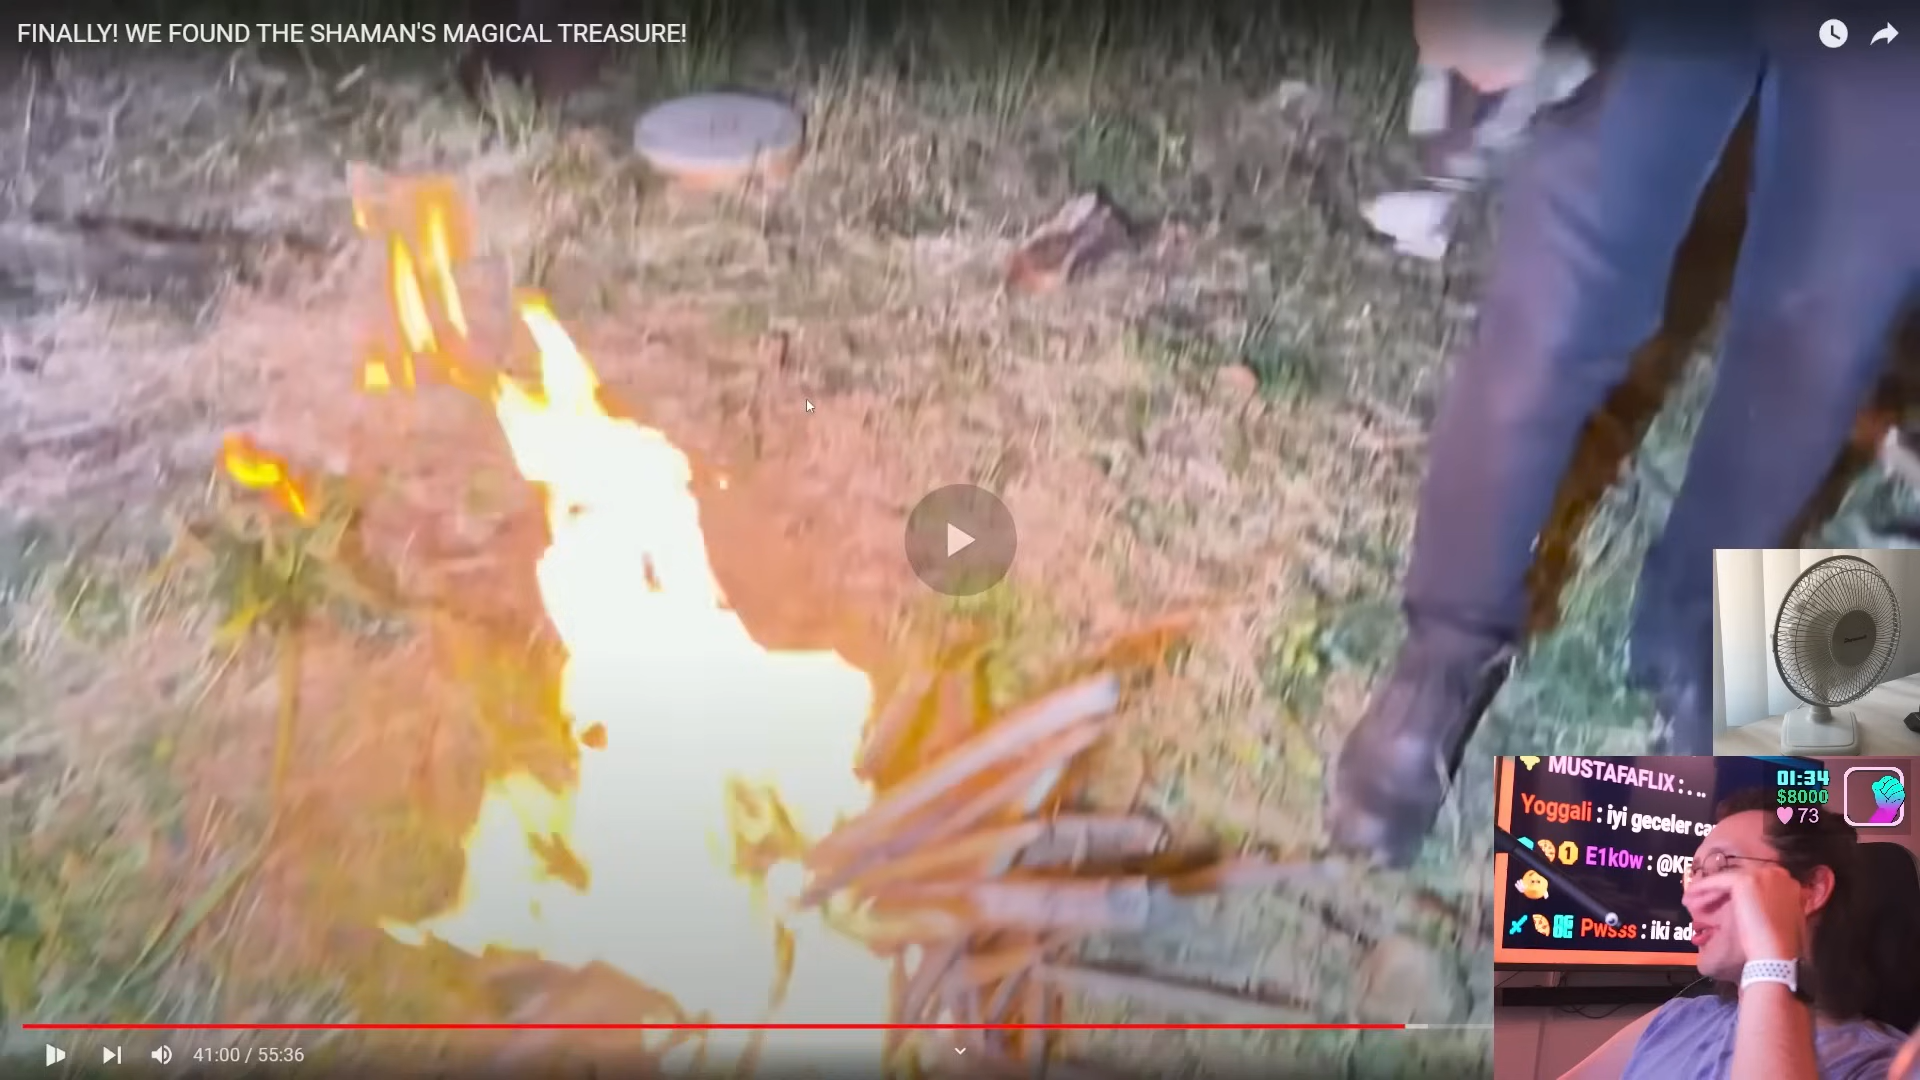 FINALLY! WE FOUND THE SHAMAN'S MAGICAL TREASURE!
MUSTAFAFLIX : . ..
01:34
$8000
73
Yoggali : iyi geceler
1 E1k0w :
Pwsss : iki
41:00 / 55:36